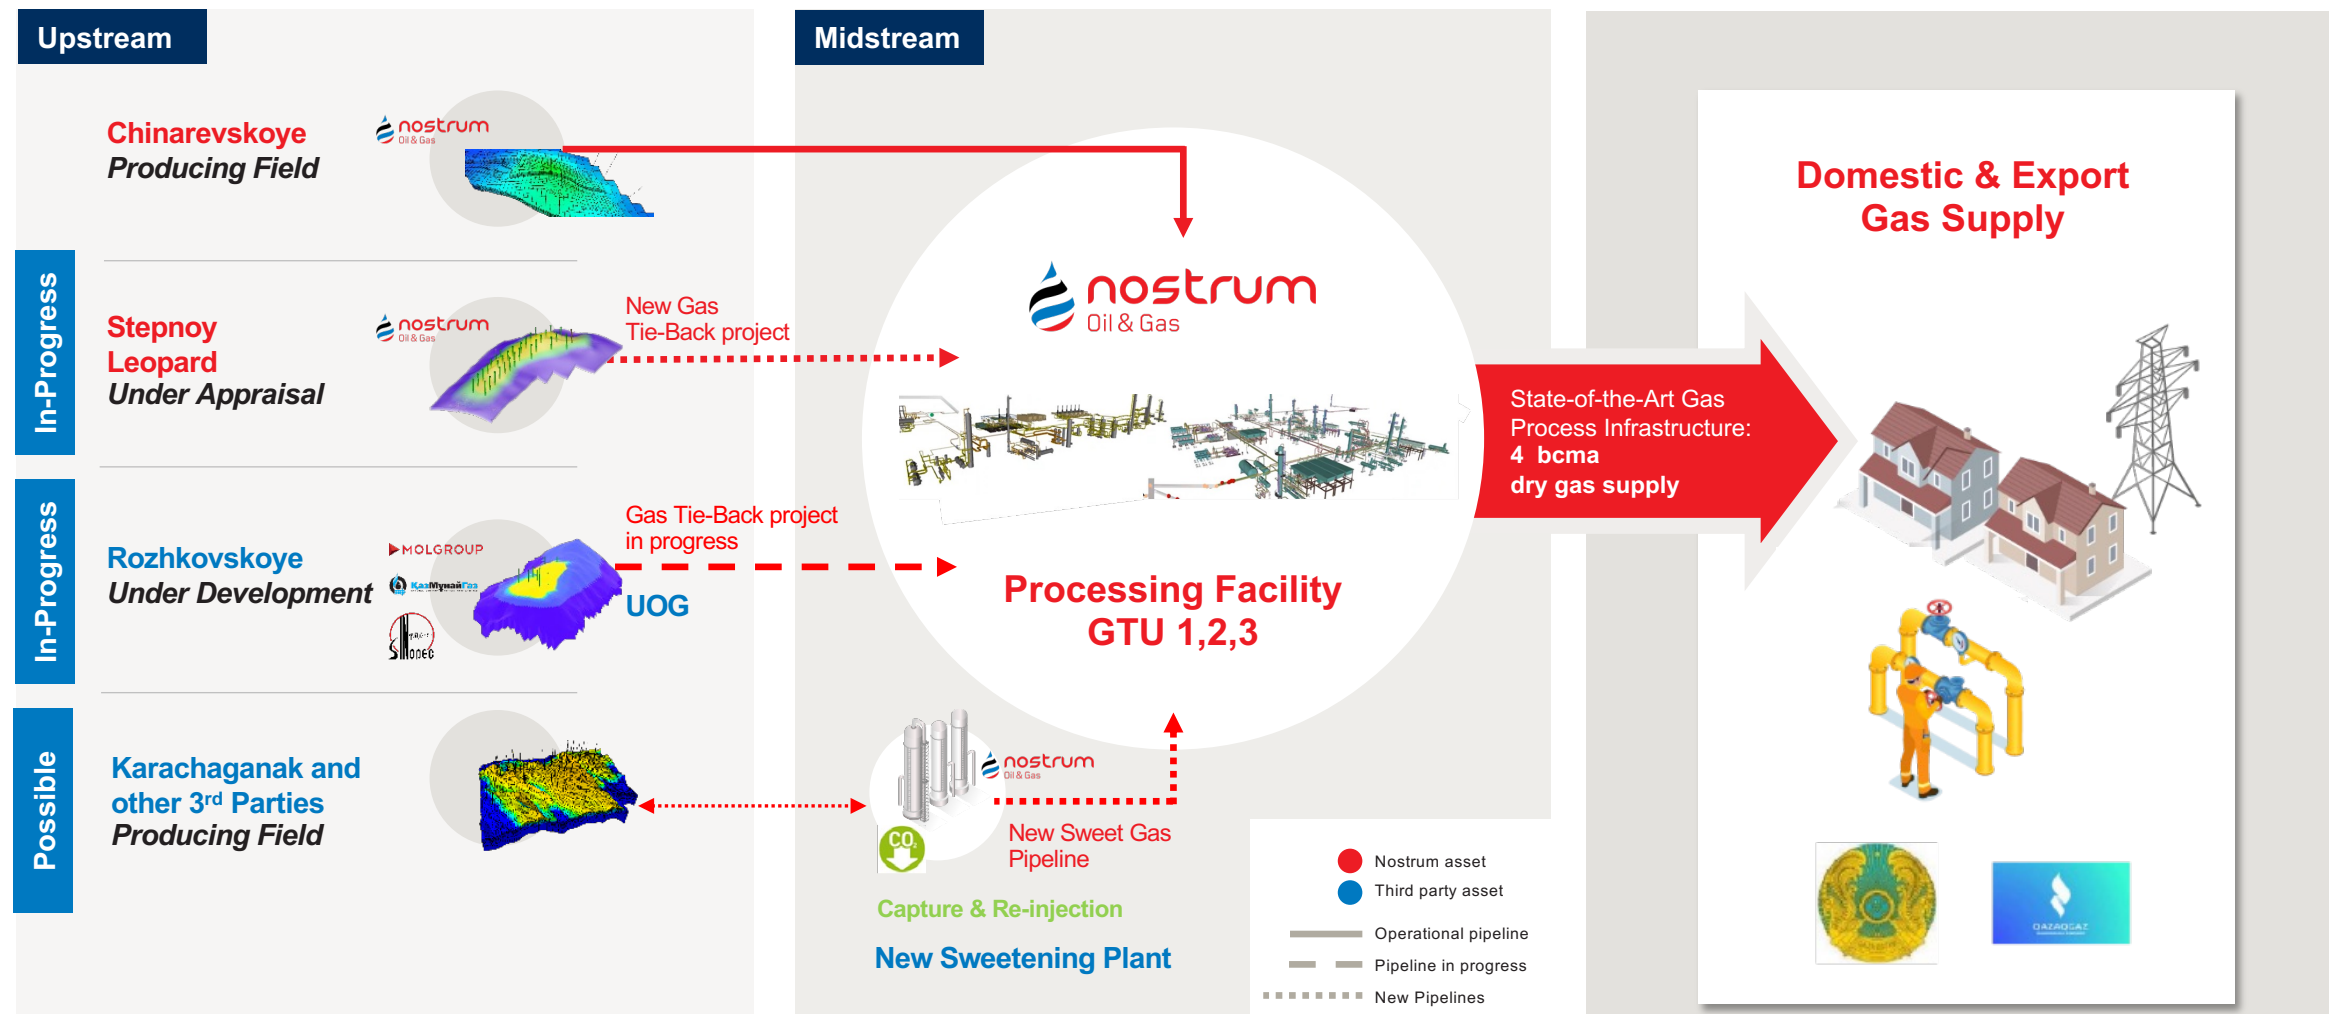 Upstream
Midstream
Chinarevskoye
Producing Field
nostrum
Oil & Gas
In-Progress
Stepnoy
Leopard
Under Appraisal
nostrum
Oil & Gas
New Gas
Tie-Back project
In-Progress
Rozhkovskoye
Under Development
MOLGROUP
ҚазМұнайГаз
Gas Tie-Back project
in progress
UOG
Possible
Karachaganak and
other 3rd Parties
Producing Field
nostrum
Oil & Gas
Processing Facility
GTU 1,2,3
nostrum
Oil & Gas
CO2
New Sweet Gas
Pipeline
Capture & Re-injection
New Sweetening Plant
State-of-the-Art Gas
Process Infrastructure:
4 bcma
dry gas supply
Nostrum asset
Third party asset
Operational pipeline
Pipeline in progress
New Pipelines
Domestic & Export
Gas Supply
QAZAQGAZ